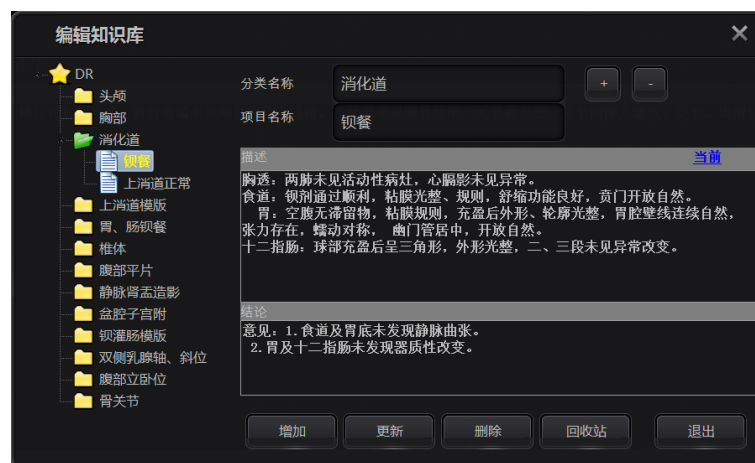 编辑知识库
DR
头颅
胸部
消化道
钡餐
上消道正常
上消道模版
胃、肠钡餐
椎体
腹部平片
静脉肾盂造影
盆腔子宫附
钡灌肠模版
双侧乳腺轴、斜位
腹部立卧位
骨关节
分类名称
消化道
+
-
项目名称
钡餐
描述
当前
胸透：两肺未见活动性病灶，心膈影未见异常。
食道：钡剂通过顺利，粘膜光整、规则，舒缩功能良好，贲门开放自然。
胃：空腹无滞留物，粘膜规则，充盈后外形、轮廓光整，胃腔壁线连续自然，
张力存在，蠕动对称， 幽门管居中，开放自然。
十二指肠：球部充盈后呈三角形，外形光整，二、三段未见异常改变。
结论
意见：1.食道及胃底未发现静脉曲张。
2.胃及十二指肠未发现器质性改变。
增加
更新
删除
回收站
退出